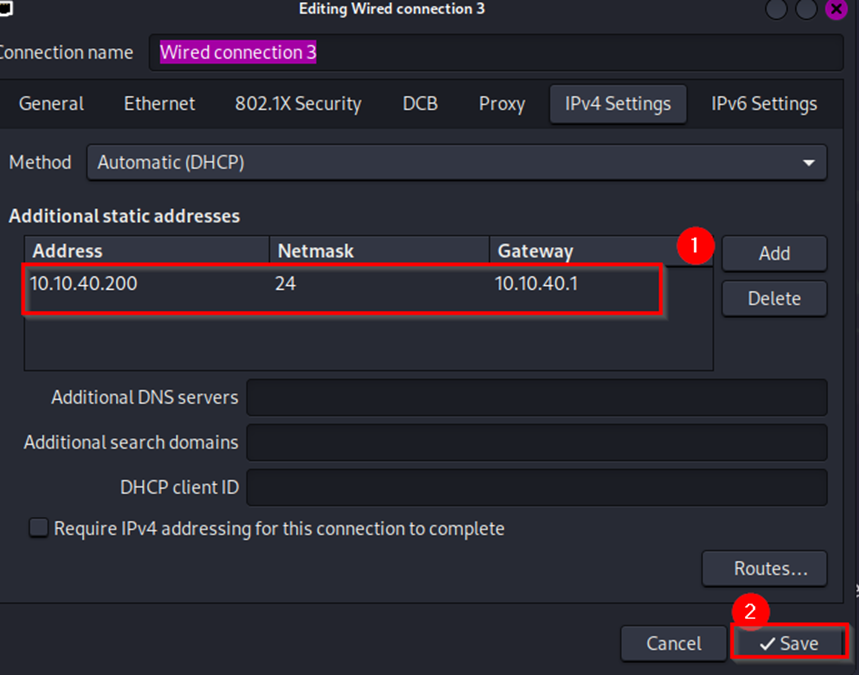 Editing Wired connection 3
Connection name Wired connection 3
General Ethernet 802.1X Security DCB Proxy IPv4 Settings IPv6 Settings
Method Automatic (DHCP)
Additional static addresses
Address Netmask Gateway 1 Add
10.10.40.200 24 10.10.40.1
Delete
Additional DNS servers
Additional search domains
DHCP client ID
Require IPv4 addressing for this connection to complete
Routes...
2
Cancel Save